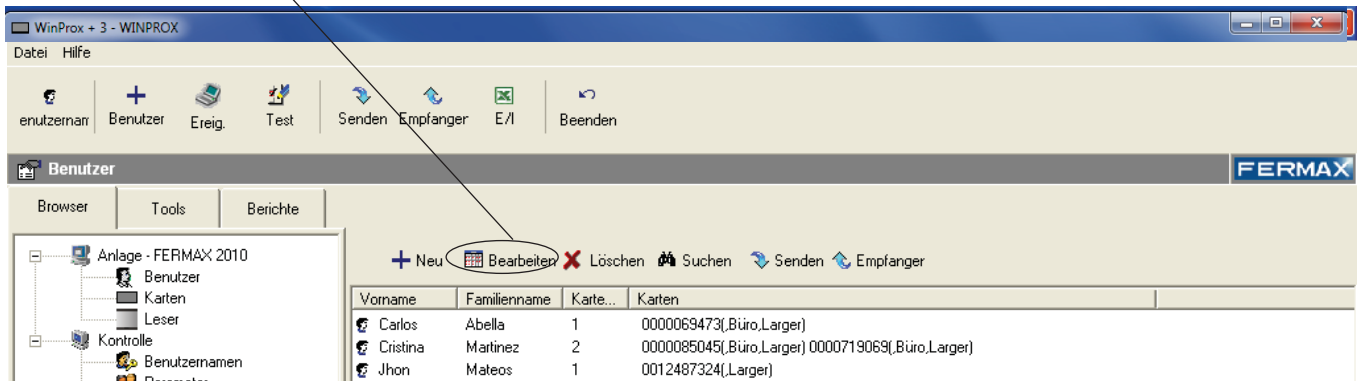 WinProx + 3 - WINPROX
Datei Hilfe
enutzernam Benutzer Ereig. Test Senden Empfanger E/I Beenden
Benutzer FERMAX
Browser Tools Berichte
Anlage - FERMAX 2010
Neu Bearbeiten Löschen Suchen Senden Empfanger
Benutzer
Karten
Vorname Familienname Karte... Karten
Leser
Carlos Abella 1 0000069473(,Büro,Larger)
Kontrolle
Cristina Martinez 2 0000085045(,Büro,Larger) 0000719069(,Büro,Larger)
Benutzernamen
Jhon Mateos 1 0012487324(,Larger)